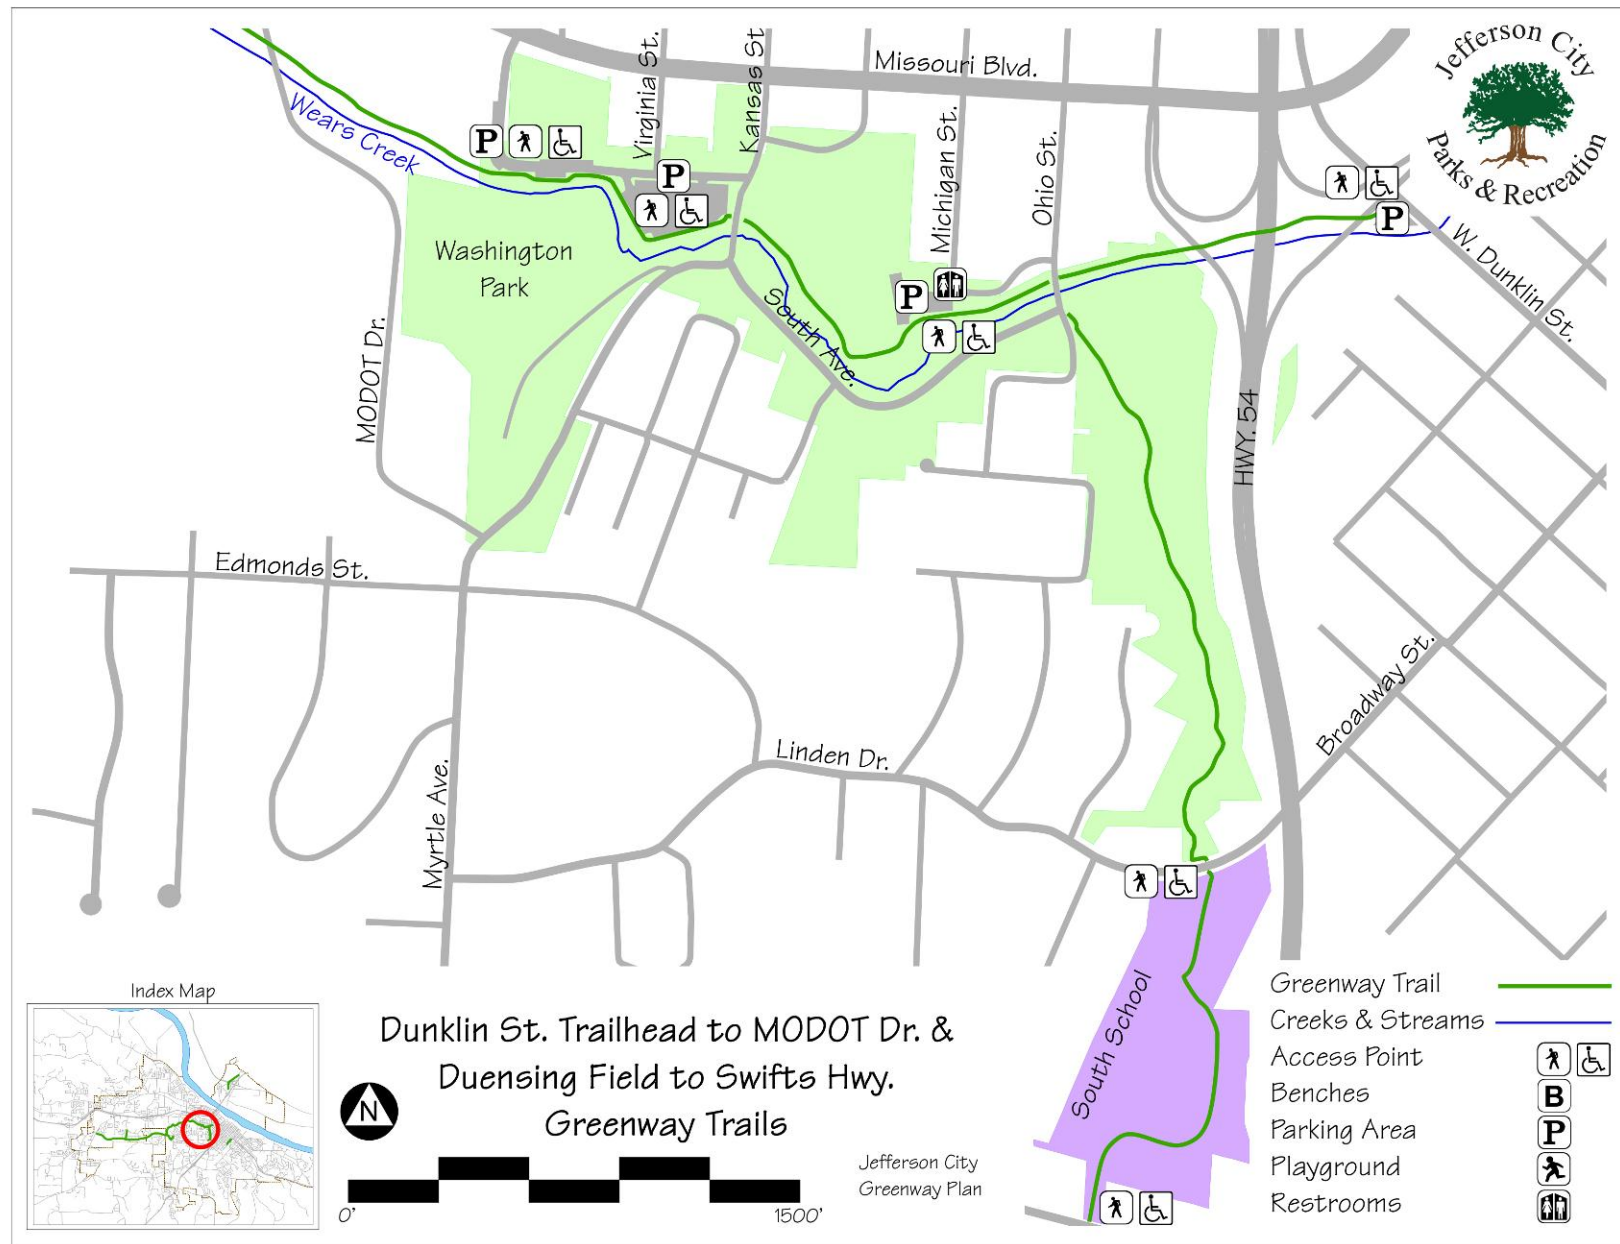 Jefferson City
Parks & Recreation
Missouri Blvd.
Virginia St.
Kansas St
Wears Creek
P
P
Michigan St.
Ohio St.
P
W. Dunklin St.
Washington
Park
P
South Ave.
MODOT Dr.
HWY. 54
Edmonds St.
Broadway St.
Linden Dr.
Myrtle Ave.
South School
Index Map
Dunklin St. Trailhead to MODOT Dr. &
Duensing Field to Swifts Hwy.
Greenway Trails
N
0'
1500'
Jefferson City
Greenway Plan
Greenway Trail
Creeks & Streams
Access Point
Benches B
Parking Area P
Playground
Restrooms